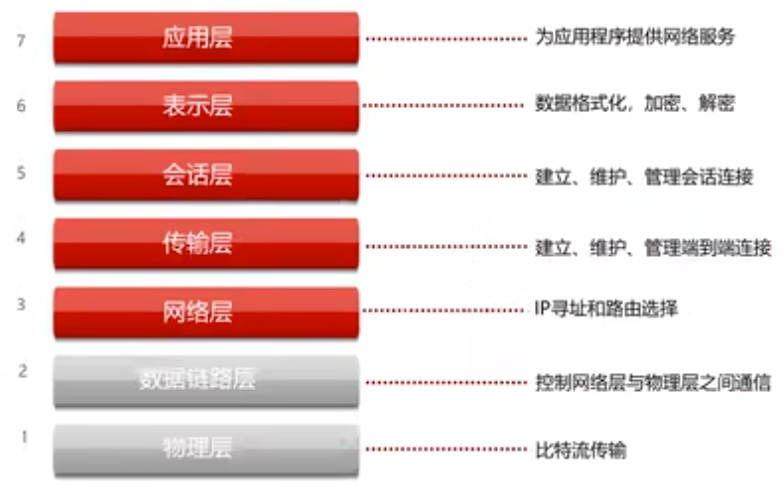 7 应用层 为应用程序提供网络服务
6 表示层 数据格式化，加密、解密
5 会话层 建立、维护、管理会话连接
4 传输层 建立、维护、管理端到端连接
3 网络层 IP寻址和路由选择
2 数据链路层 控制网络层与物理层之间通信
1 物理层 比特流传输